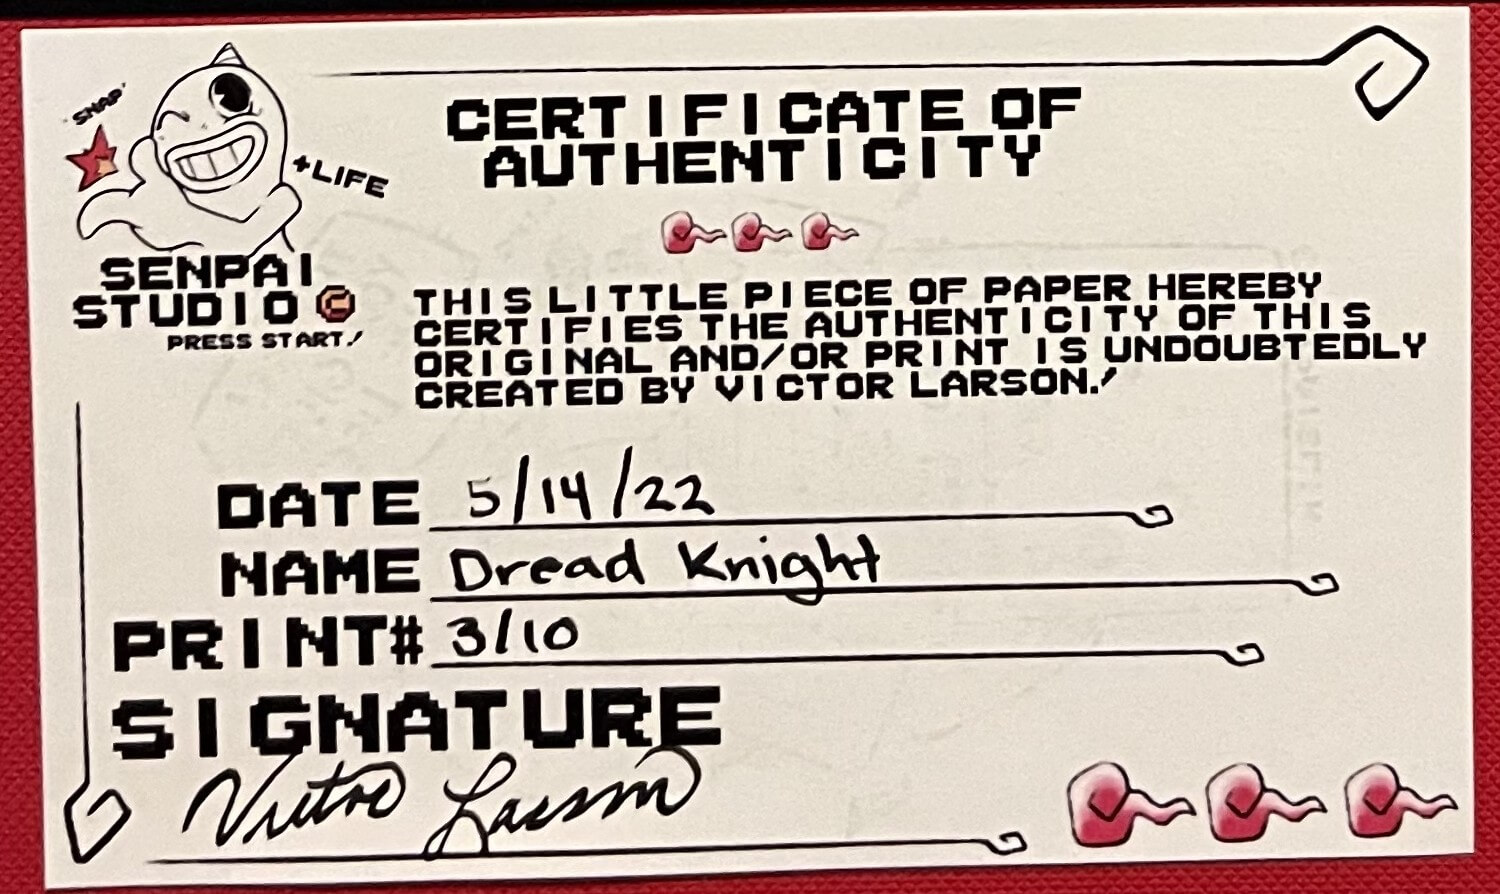 "SNAP"
+LIFE
SENPAI
STUDIO ©
PRESS START!
CERTIFICATE OF
AUTHENTICITY
THIS LITTLE PIECE OF PAPER HEREBY
CERTIFIES THE AUTHENTICITY OF THIS
ORIGINAL AND/OR PRINT IS UNDOUBTEDLY
CREATED BY VICTOR LARSON.!
DATE 5/14/22
NAME Dread Knight
PRINT# 3/10
SIGNATURE
Victor Larson